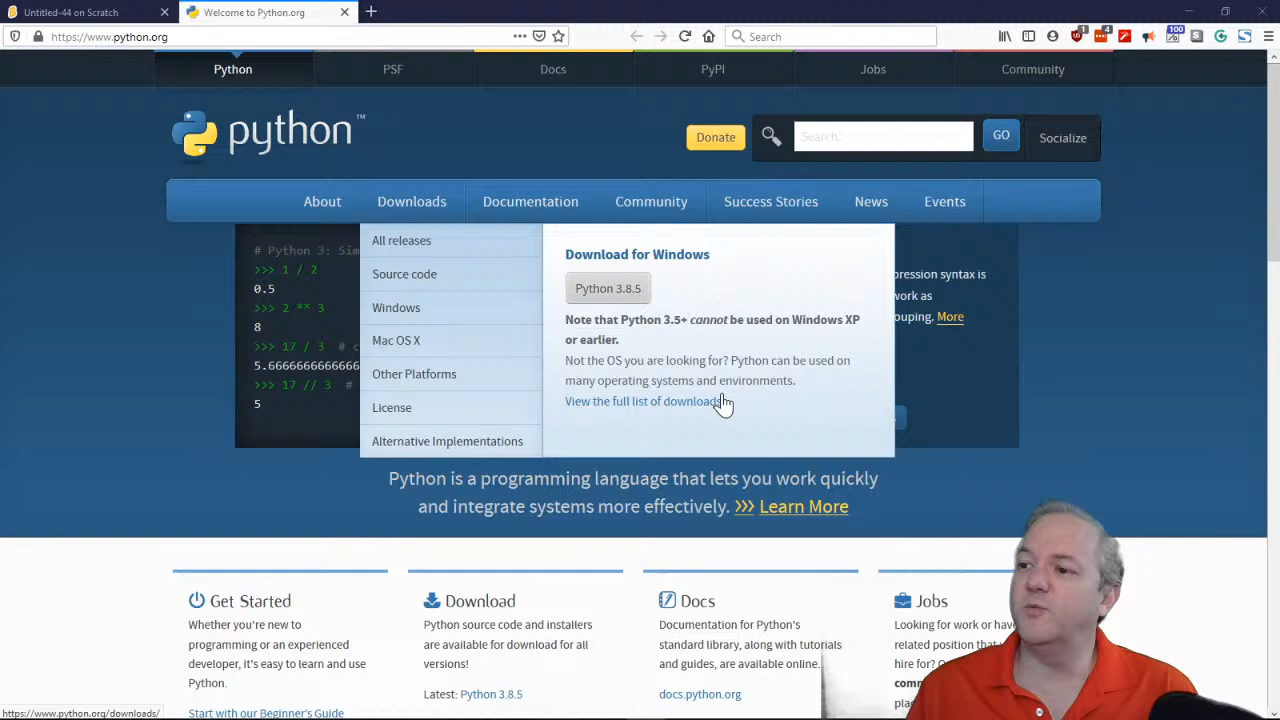 Untitled-44 on Scratch
Welcome to Python.org
https://www.python.org
Search
1
4
100
Python
PSF
Docs
PyPI
Jobs
Community
python™
Donate
Search
GO
Socialize
About
Downloads
Documentation
Community
Success Stories
News
Events
# Python 3: Sim
>>> 1 / 2
0.5
>>> 2 ** 3
8
>>> 17 / 3 # c
5.666666666666
>>> 17 // 3 #
5
All releases
Source code
Windows
Mac OS X
Other Platforms
License
Alternative Implementations
Download for Windows
Python 3.8.5
Note that Python 3.5+ cannot be used on Windows XP
or earlier.
Not the OS you are looking for? Python can be used on
many operating systems and environments.
View the full list of downloads
pression syntax is
work as
ouping. More
Python is a programming language that lets you work quickly
and integrate systems more effectively. >>> Learn More
Get Started
Whether you're new to
programming or an experienced
developer, it's easy to learn and use
Python.
Start with our Beginner's Guide
Download
Python source code and installers
are available for download for all
versions!
Latest: Python 3.8.5
Docs
Documentation for Python's
standard library, along with tutorials
and guides, are available online.
docs.python.org
Jobs
Looking for work or have
related position that
hire for?
com
place
https://www.python.org/downloads/